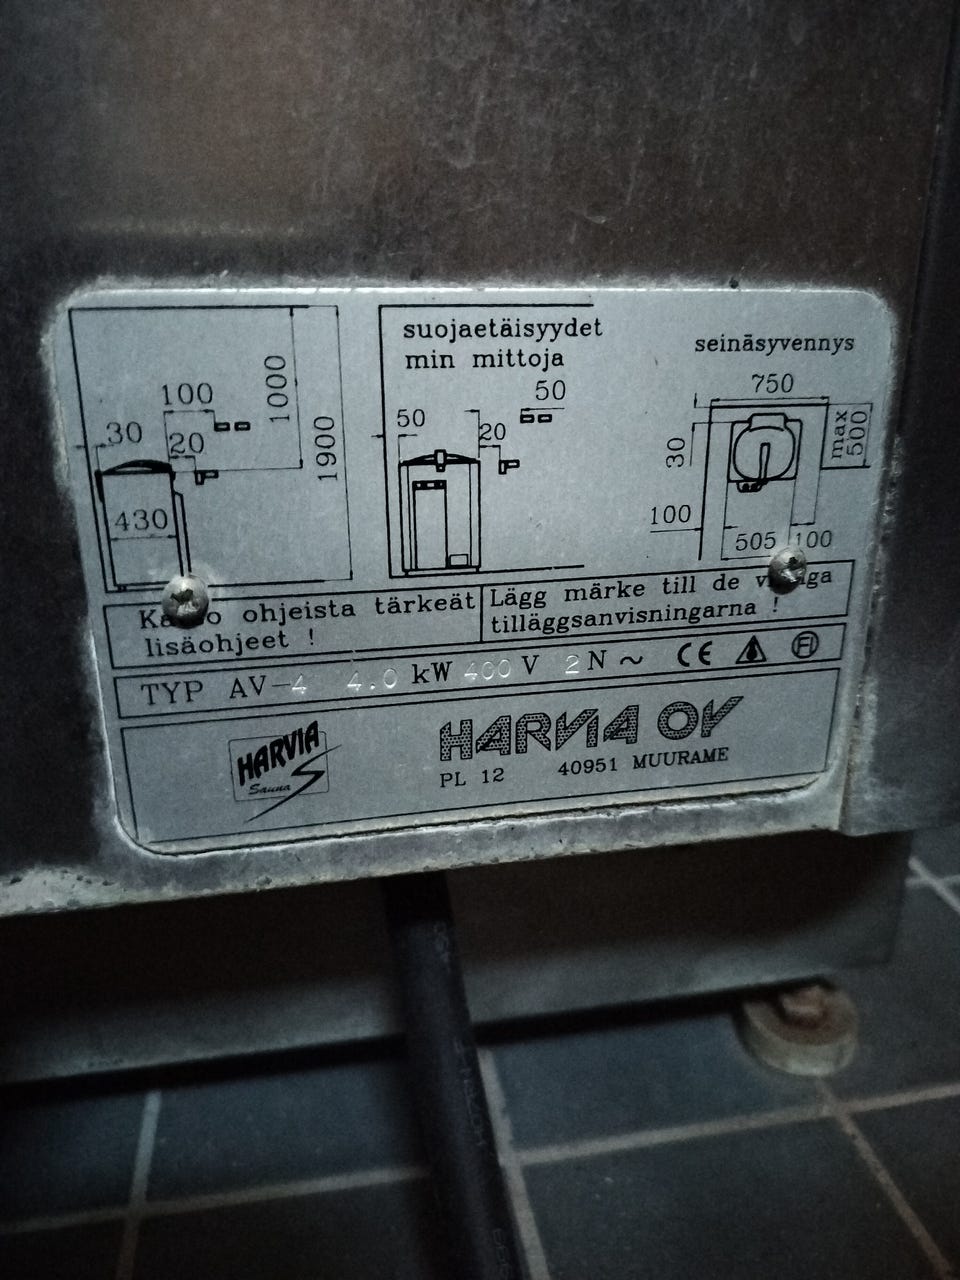 suojaetäisyydet
min mittoja
seinäsyvennys
100
1000
1900
30
20
430
50
50
20
750
max
500
30
100
505
100
ohjeista tärkeät
lisäohjeet !
Lägg märke till de
tilläggsanvisningarna !
TYP AV-4 4.0 kW 400 V 2 N ~ CE FI
HARVIA
Sauna
HARVIA OY
PL 12 40951 MUURAME